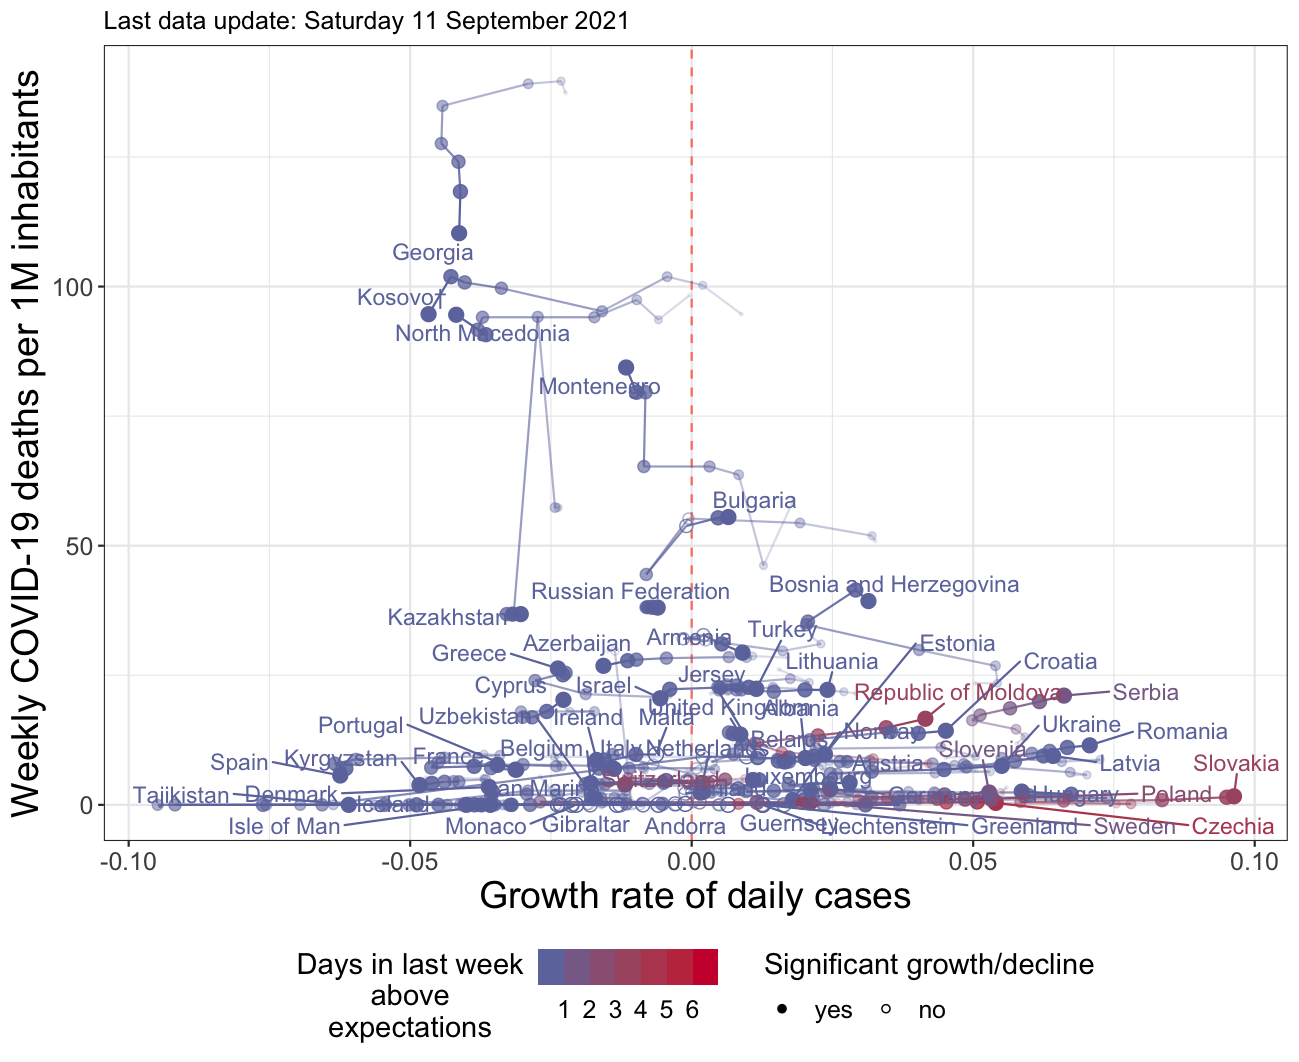 Last data update: Saturday 11 September 2021
Weekly COVID-19 deaths per 1M inhabitants
100
50
0
Georgia
Kosovo†
North Macedonia
Montenegro
Bulgaria
Russian Federation
Bosnia and Herzegovina
Kazakhstan
Azerbaijan
Armenia
Turkey
Estonia
Greece
Lithuania
Croatia
Cyprus
Israel
Jersey
Republic of Moldova
Serbia
Uzbekistan
Ireland
Malta
United Kingdom
Albania
Portugal
Norway
Ukraine
Romania
Spain
Kyrgyzstan
France
Belgium
Italy
Netherlands
Belarus
Slovenia
Latvia
Austria
Slovakia
Switzerland
Luxembourg
Tajikistan
Denmark
Iceland
San Marino
Hungary
Poland
Isle of Man
Monaco
Gibraltar
Andorra
Guernsey
Liechtenstein
Greenland
Sweden
Czechia
-0.10
-0.05
0.00
0.05
0.10
Growth rate of daily cases
Days in last week
above
expectations
1 2 3 4 5 6
Significant growth/decline
yes
no